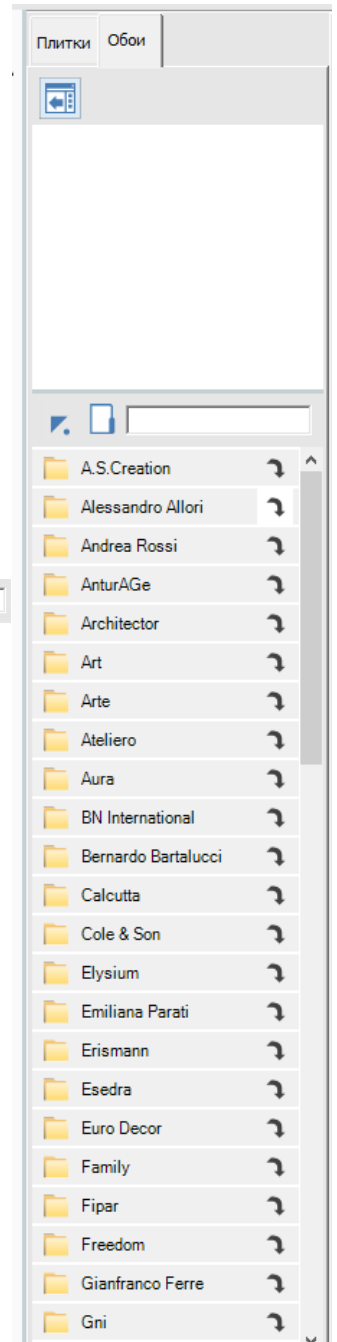 Плитки Обои
A.S.Creation
Alessandro Allori
Andrea Rossi
AnturAGe
Architector
Art
Arte
Ateliero
Aura
BN International
Bernardo Bartalucci
Calcutta
Cole & Son
Elysium
Emiliana Parati
Erismann
Esedra
Euro Decor
Family
Fipar
Freedom
Gianfranco Ferre
Gni